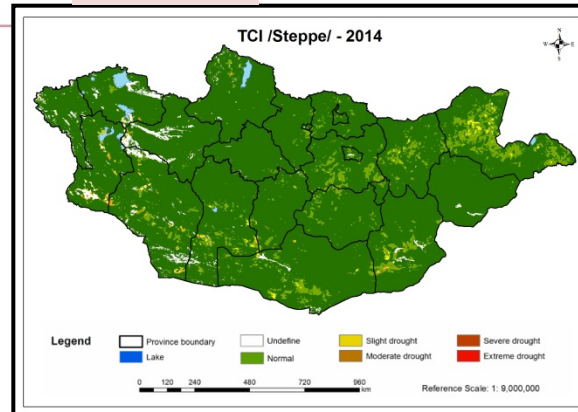 TCI /Steppe/ - 2014
N
W E
S
Legend
Province boundary Undefine Slight drought Severe drought
Lake Normal Moderate drought Extreme drought
0 60 120 240 480 720 960
km
Reference Scale: 1: 9,000,000